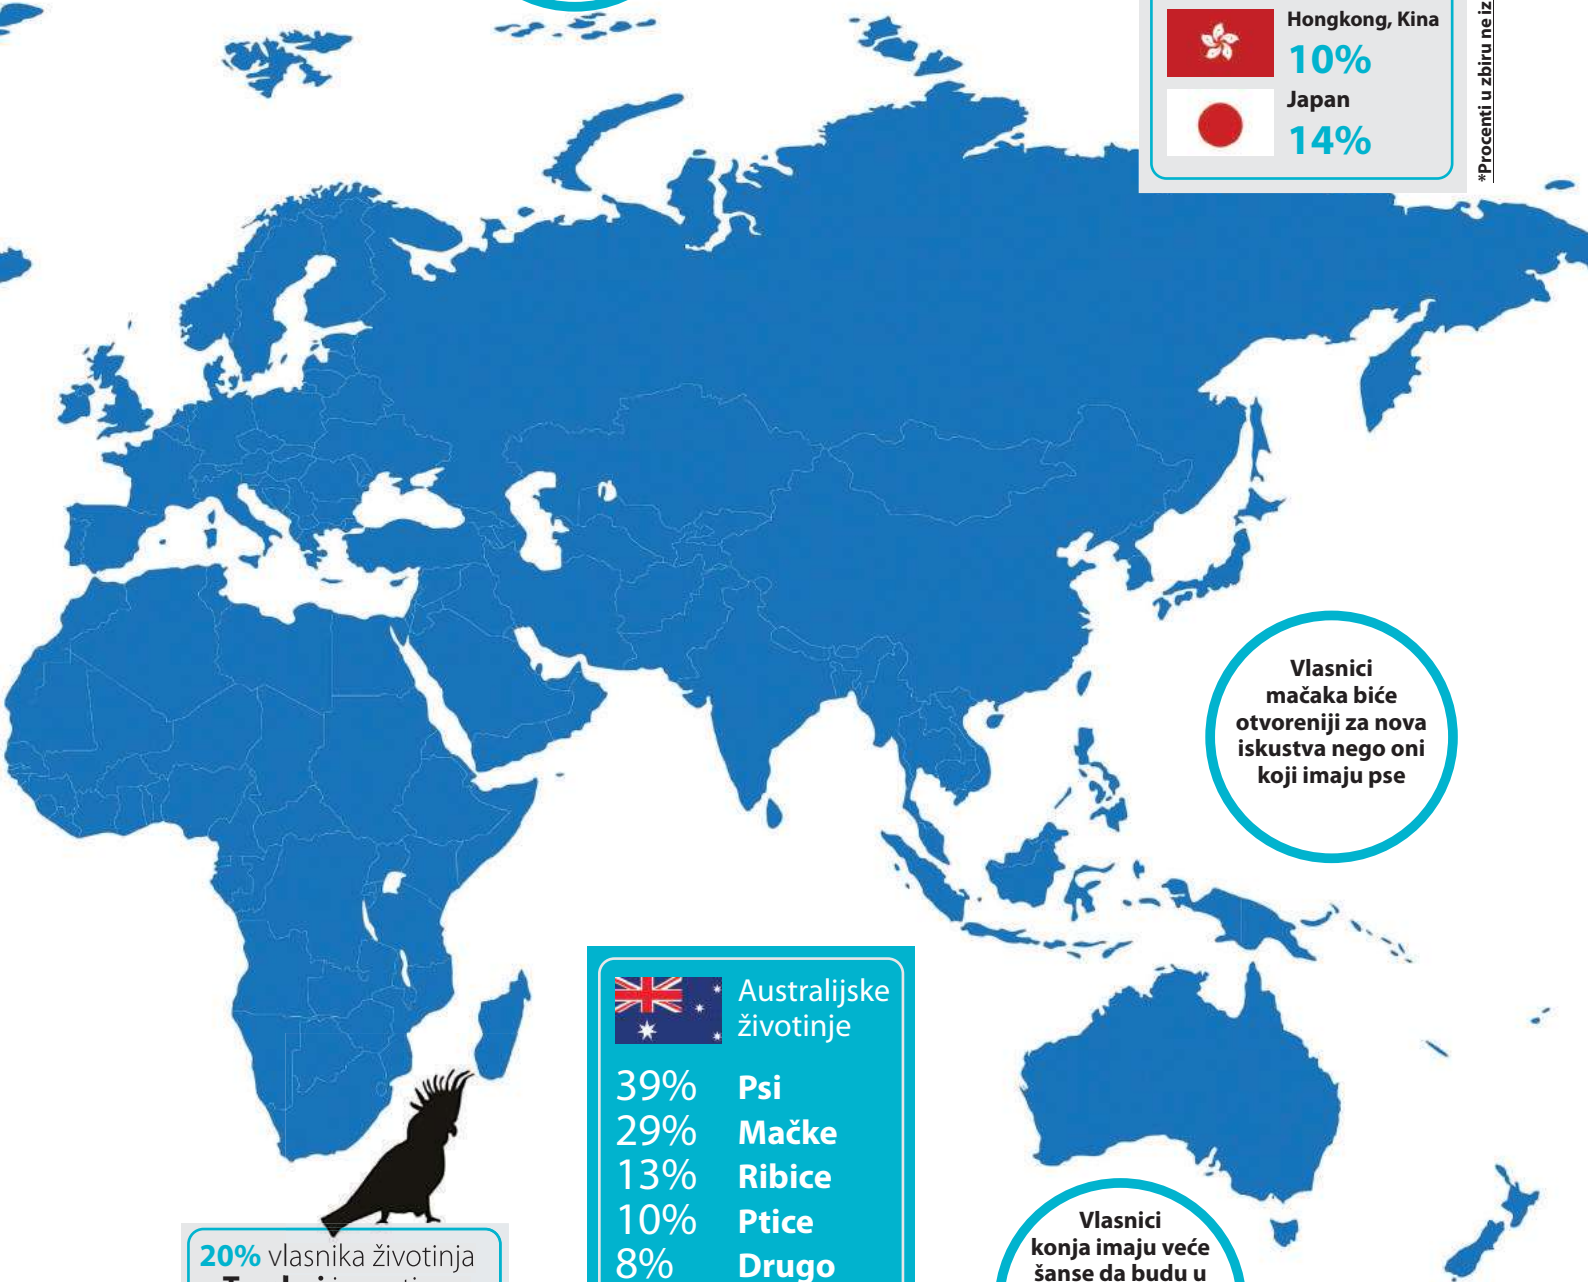 Hongkong, Kina
10%
Japan
14%
*Procenti u zbiru ne iz
Vlasnici
mačaka biće
otvoreniji za nova
iskustva nego oni
koji imaju pse
Australijske
životinje
39% Psi
29% Mačke
13% Ribice
10% Ptice
8% Drugo
20% vlasnika životinja
Vlasnici
konja imaju veće
šanse da budu u